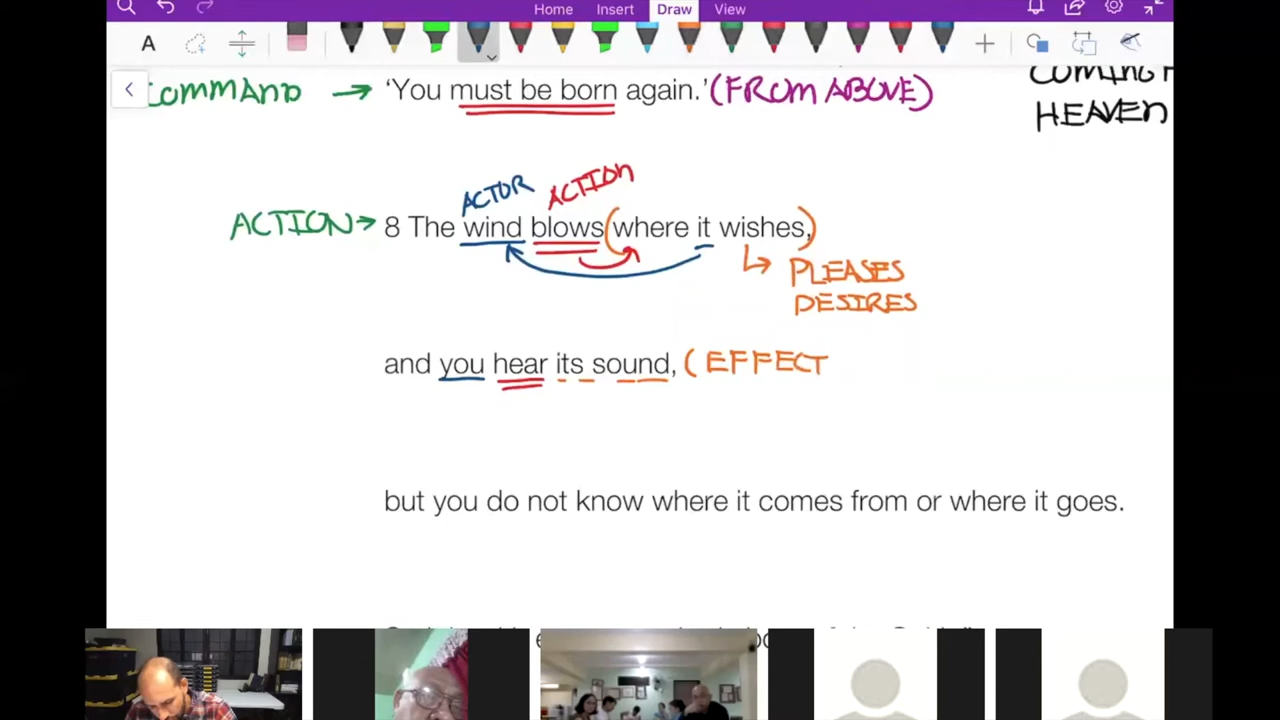 Home Insert Draw View
A
COMING F
COMMAND → ‘You must be born again.’ (FROM ABOVE)
HEAVEN
ACTOR ACTION
ACTION → 8 The wind blows (where it wishes,)
PLEASES
DESIRES
and you hear its sound, (EFFECT
but you do not know where it comes from or where it goes.